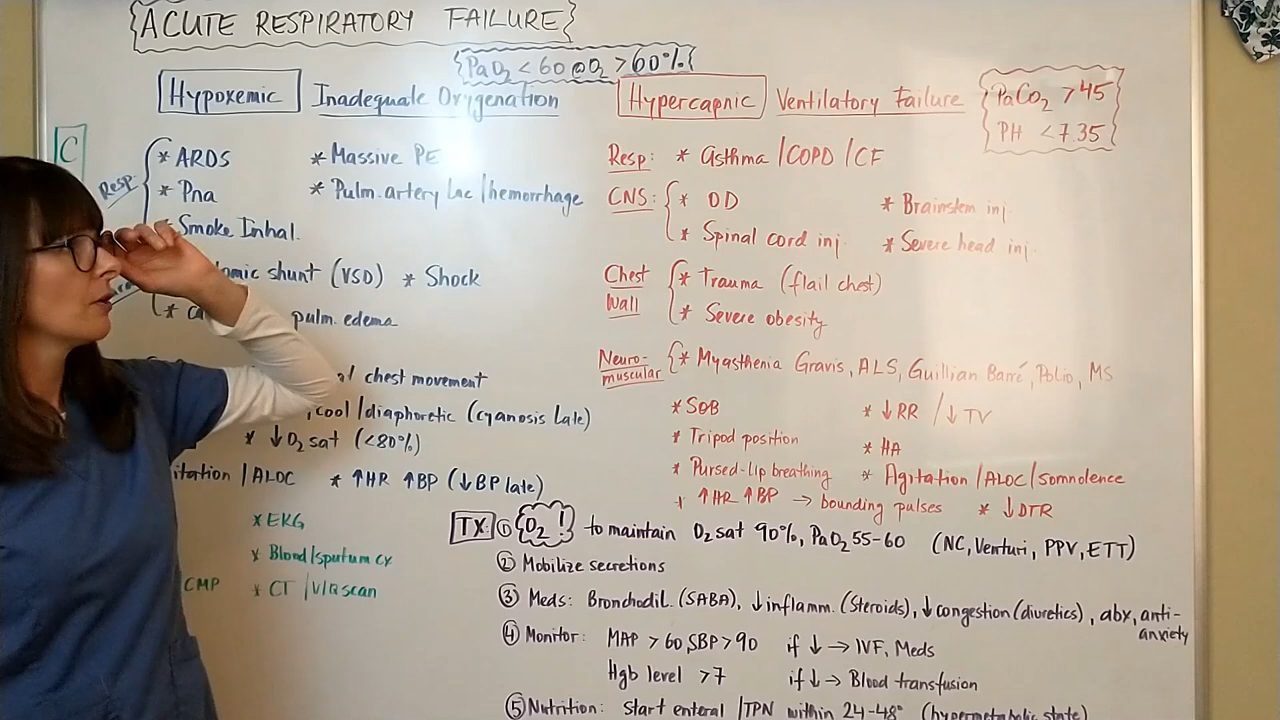 ACUTE RESPIRATORY FAILURE
PaO2 < 60 @ O2 > 60%
Hypoxemic Inadequate Oxygenation
C
Resp:
* ARDS * Massive PE
* Pna * Pulm. artery Lac / hemorrhage
* Smoke Inhal.
shunt (VSD) * Shock
* pulm. edema
chest movement
cool / diaphoretic (cyanosis Late)
* ↓ O2 sat (<80%)
/ ALOC * ↑HR ↑BP (↓BP late)
* EKG
* Blood/sputum cx
CMP * CT / V/Q scan
Hypercapnic Ventilatory Failure
PaCO2 > 45
PH < 7.35
Resp: * Asthma / COPD / CF
CNS: * OD * Brainstem inj.
* Spinal cord inj. * Severe head inj.
Chest Wall * Trauma (flail chest)
* Severe obesity
Neuro-muscular * Myasthenia Gravis, ALS, Guillian Barré, Polio, MS
* SOB * ↓RR / ↓TV
* Tripod position * HA
* Pursed-lip breathing * Agitation / ALOC / Somnolence
* ↑HR ↑BP → bounding pulses * ↓DTR
TX: ① O2! to maintain O2 sat 90%, PaO2 55-60 (NC, Venturi, PPV, ETT)
② Mobilize secretions
③ Meds: Bronchodil. (SABA), ↓inflamm. (Steroids), ↓congestion (diuretics), abx, anti-anxiety
④ Monitor: MAP > 60, SBP > 90 if ↓ → IVF, Meds
Hgb level > 7 if ↓ → Blood transfusion
⑤ Nutrition: Start enteral / TPN within 24-48° (hypermetabolic state)